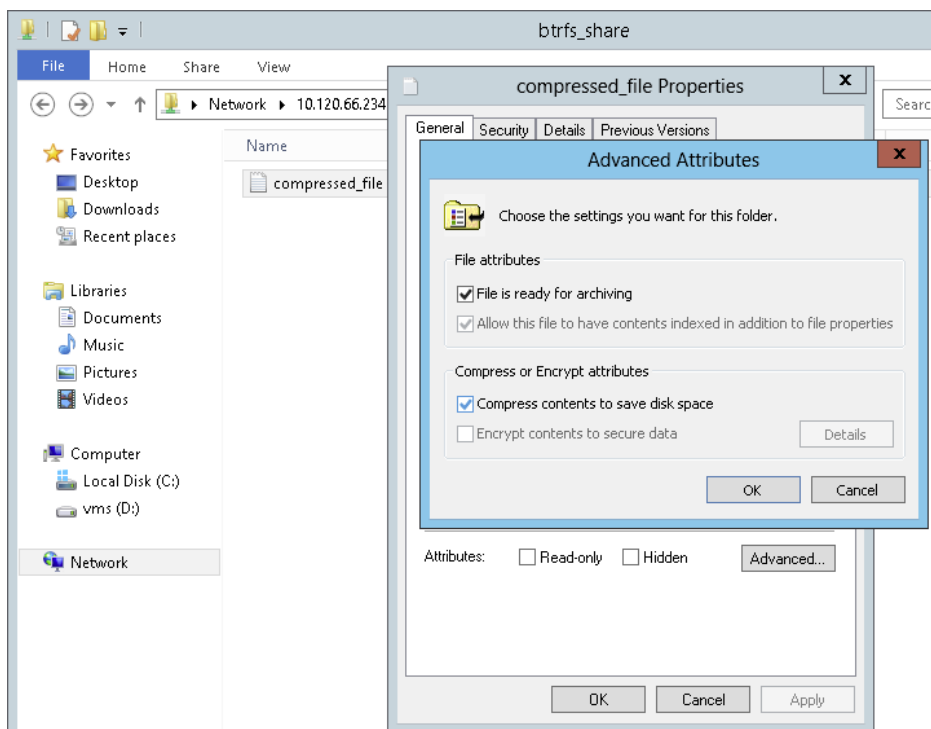 btrfs_share
File Home Share View
Network 10.120.66.234
Searc
Favorites
Desktop
Downloads
Recent places
Libraries
Documents
Music
Pictures
Videos
Computer
Local Disk (C:)
vms (D:)
Network
Name
compressed_file
compressed_file Properties
x
General Security Details Previous Versions
Advanced Attributes
x
Choose the settings you want for this folder.
File attributes
File is ready for archiving
Allow this file to have contents indexed in addition to file properties
Compress or Encrypt attributes
Compress contents to save disk space
Encrypt contents to secure data
Details
OK Cancel
Attributes: Read-only Hidden Advanced...
OK Cancel Apply